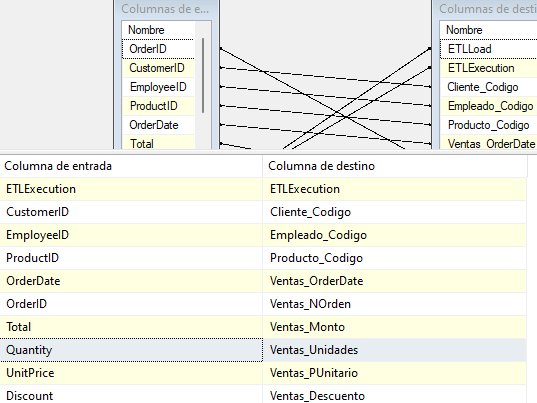 Columnas de e...
Nombre
OrderID
CustomerID
EmployeeID
ProductID
OrderDate
Total
Columnas de desti
Nombre
ETLLoad
ETLExecution
Cliente_Codigo
Empleado_Codigo
Producto_Codigo
Ventas_OrderDate
Columna de entrada Columna de destino
ETLExecution ETLExecution
CustomerID Cliente_Codigo
EmployeeID Empleado_Codigo
ProductID Producto_Codigo
OrderDate Ventas_OrderDate
OrderID Ventas_NOrden
Total Ventas_Monto
Quantity Ventas_Unidades
UnitPrice Ventas_PUnitario
Discount Ventas_Descuento